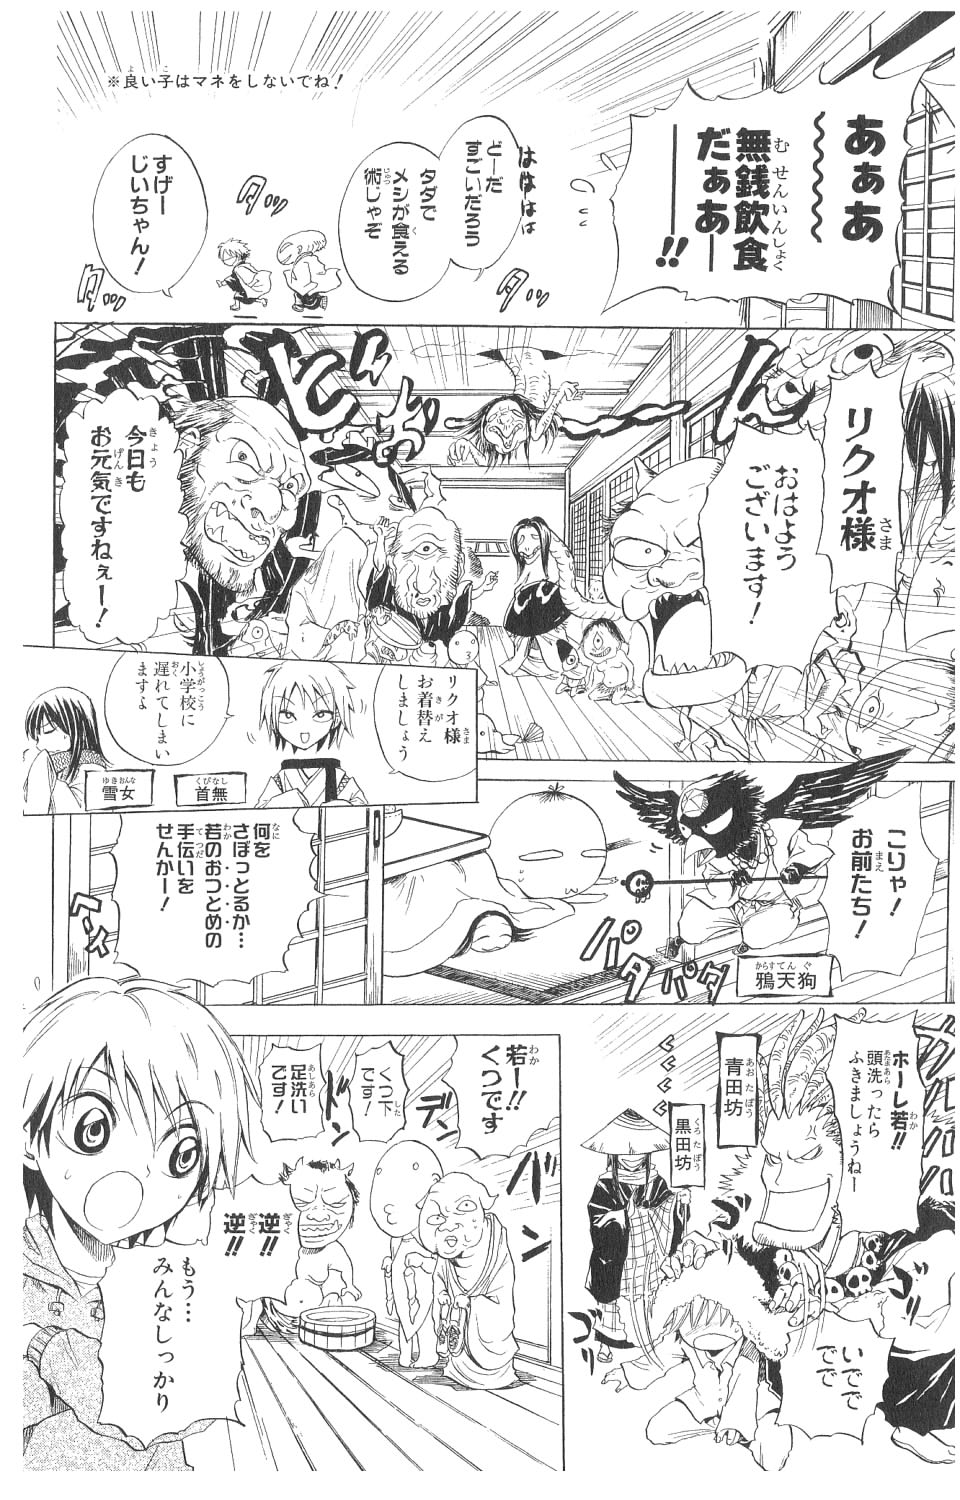 あぁあ
無銭飲食
だぁあー
!!
はははは
どーだ
すごいだろう
タダで
メシが食える
術じゃぞ
すげー
じいちゃん！
※良い子はマネをしないでね！
タッ
タッ
タッ
リクオ様
おはよう
ございます！
今日も
お元気ですねぇー！
リクオ様
お着替え
しましょう
小学校に
遅れてしまい
ますよ
首無
雪女
こりゃ！
お前たち！
鴉天狗
パタパタ
何を
さぼっとるか…
若のおつとめの
手伝いを
せんかー！
ホーレ若!!
頭洗ったら
ふきましょうねー
青田坊
黒田坊
ゴシ
ゴシ
いでで
でで
で
若ー!!
くつです
くつ下
です！
足洗い
です！
デン
ドン
逆!!
逆!!
もう…
みんなしっかり